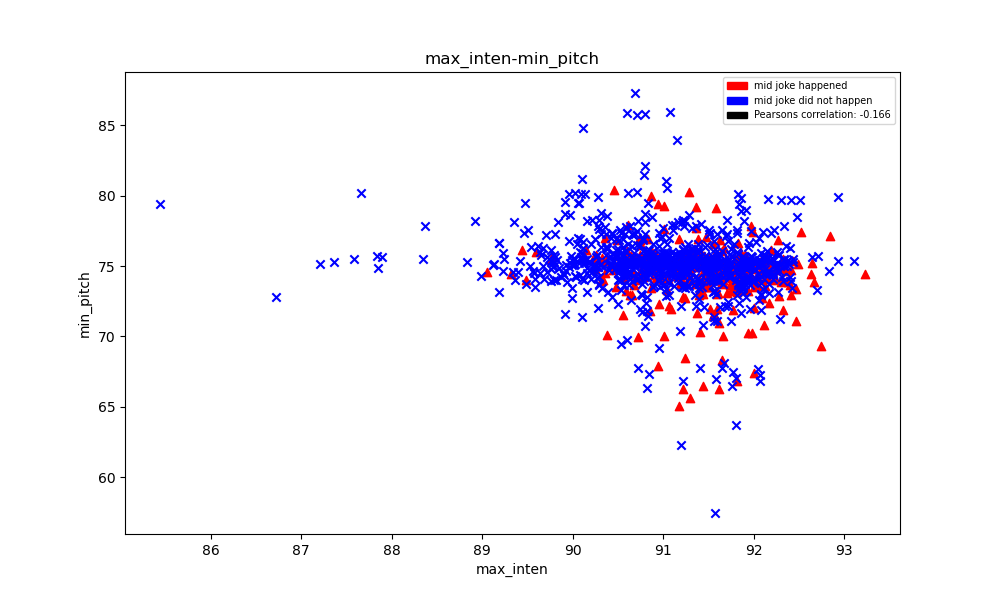 max_inten-min_pitch
mid joke happened
mid joke did not happen
Pearsons correlation: -0.166
85
80
75
70
65
60
min_pitch
86 87 88 89 90 91 92 93
max_inten